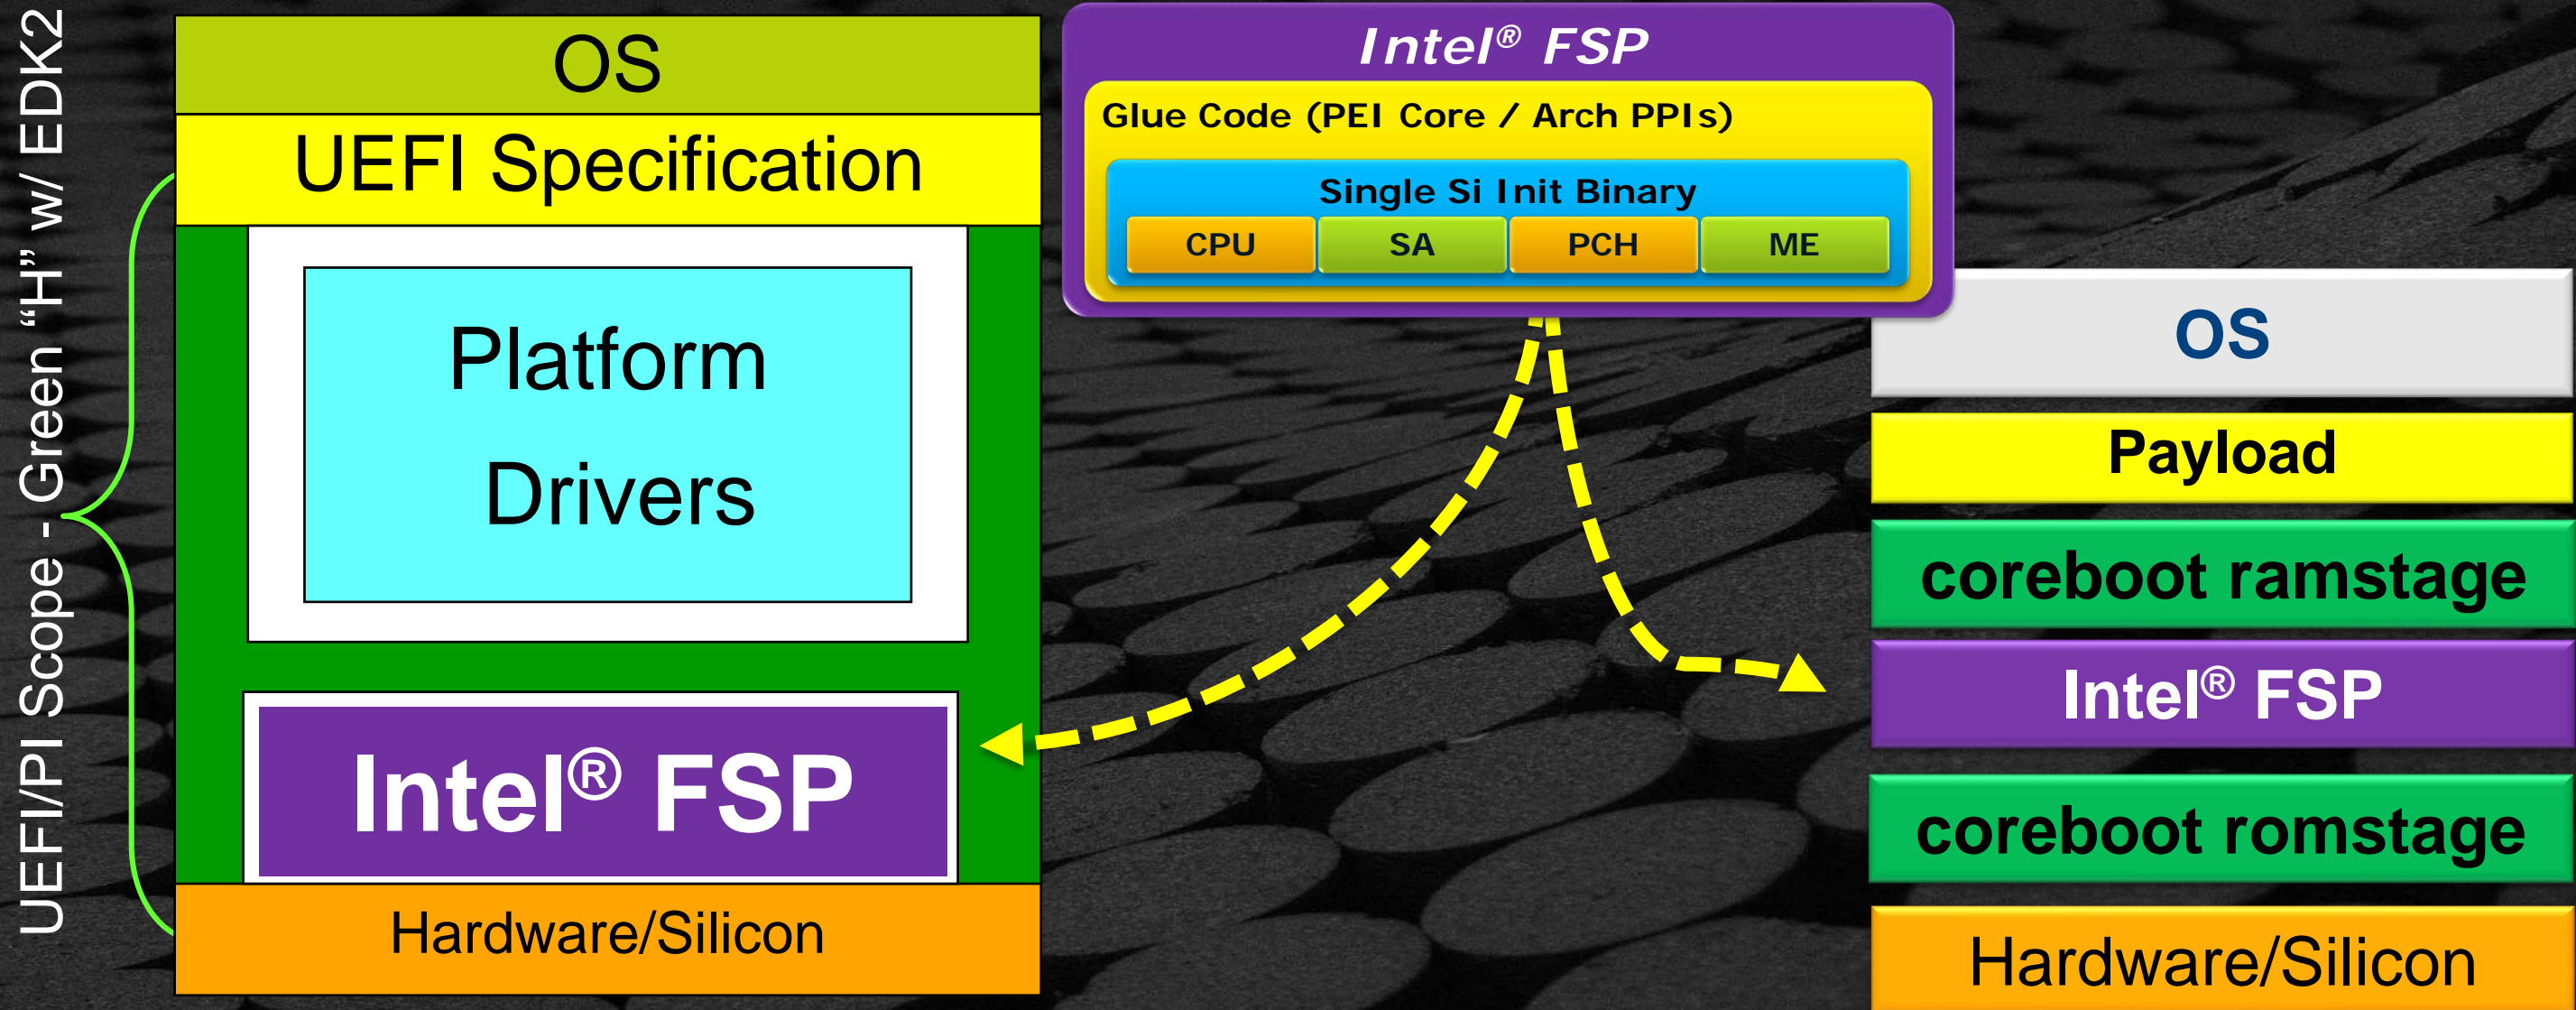 UEFI/PI Scope - Green “H” w/ EDK2
OS
UEFI Specification
Platform
Drivers
Intel® FSP
Hardware/Silicon
Intel® FSP
Glue Code (PEI Core / Arch PPIs)
Single Si Init Binary
CPU SA PCH ME
OS
Payload
coreboot ramstage
Intel® FSP
coreboot romstage
Hardware/Silicon